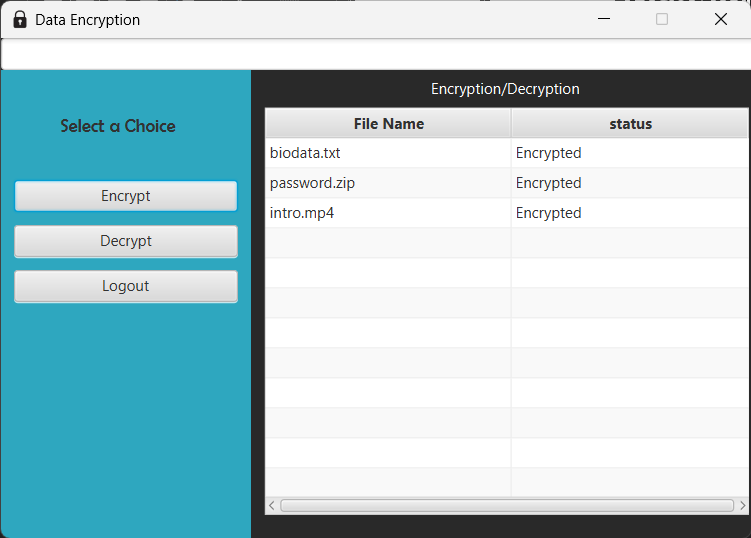 Data Encryption
Select a Choice
Encrypt
Decrypt
Logout
Encryption/Decryption
File Name status
biodata.txt Encrypted
password.zip Encrypted
intro.mp4 Encrypted